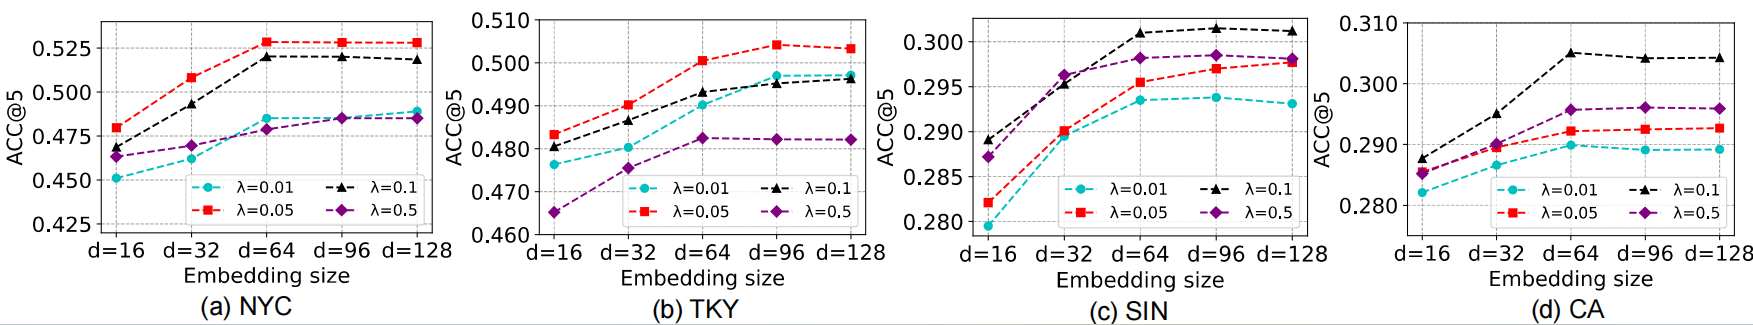 ACC@5
0.525
0.500
0.475
0.450
0.425
λ=0.01 λ=0.1
λ=0.05 λ=0.5
d=16 d=32 d=64 d=96 d=128
Embedding size
(a) NYC
ACC@5
0.510
0.500
0.490
0.480
0.470
0.460
λ=0.01 λ=0.1
λ=0.05 λ=0.5
d=16 d=32 d=64 d=96 d=128
Embedding size
(b) TKY
ACC@5
0.300
0.295
0.290
0.285
0.280
λ=0.01 λ=0.1
λ=0.05 λ=0.5
d=16 d=32 d=64 d=96 d=128
Embedding size
(c) SIN
ACC@5
0.310
0.300
0.290
0.280
λ=0.01 λ=0.1
λ=0.05 λ=0.5
d=16 d=32 d=64 d=96 d=128
Embedding size
(d) CA